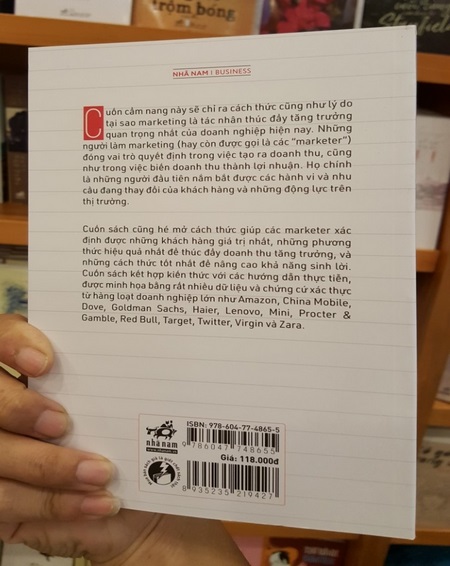 trộm bóng
NHÃ NAM | BUSINESS
Cuốn cẩm nang này sẽ chỉ ra cách thức cũng như lý do
tại sao marketing là tác nhân thúc đẩy tăng trưởng
quan trọng nhất của doanh nghiệp hiện nay. Những
người làm marketing (hay còn được gọi là các “marketer”)
đóng vai trò quyết định trong việc tạo ra doanh thu, cũng
như trong việc biến doanh thu thành lợi nhuận. Họ chính
là những người đầu tiên nắm bắt được các hành vi và nhu
cầu đang thay đổi của khách hàng và những động lực trên
thị trường.
Cuốn sách cũng hé mở cách thức giúp các marketer xác
định được những khách hàng giá trị nhất, những phương
thức hiệu quả nhất để thúc đẩy doanh thu tăng trưởng, và
những cách thức tốt nhất để nâng cao khả năng sinh lời.
Cuốn sách kết hợp kiến thức với các hướng dẫn thực tiễn,
được minh họa bằng rất nhiều dữ liệu và chứng cứ xác thực
từ hàng loạt doanh nghiệp lớn như Amazon, China Mobile,
Dove, Goldman Sachs, Haier, Lenovo, Mini, Procter &
Gamble, Red Bull, Target, Twitter, Virgin và Zara.
nhã nam
ISBN: 978-604-77-4865-5
9 786047 748655
Giá: 118.000đ
8 935235 219427